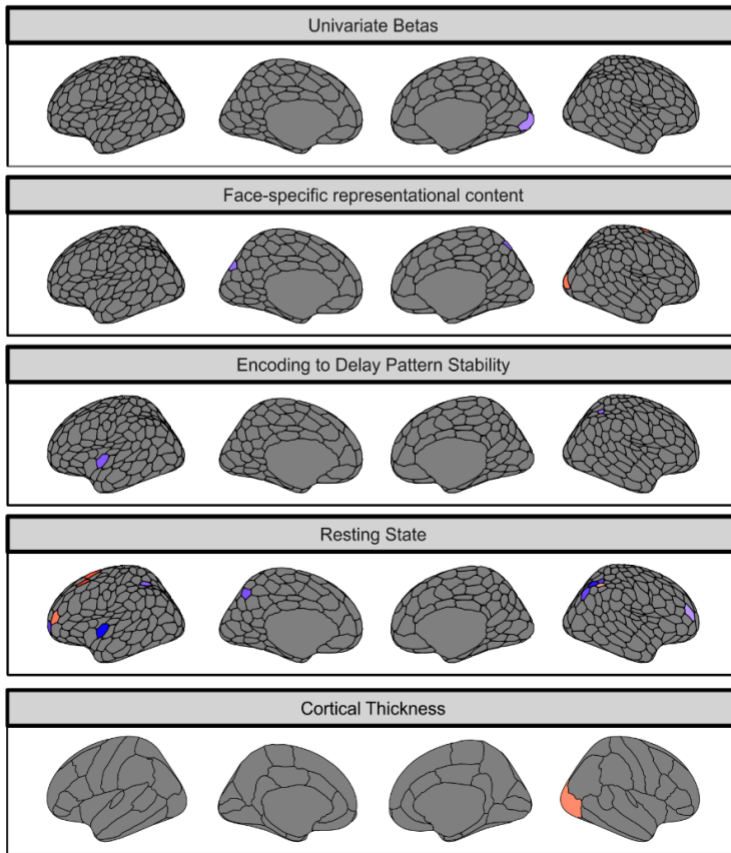 Univariate Betas
Face-specific representational content
Encoding to Delay Pattern Stability
Resting State
Cortical Thickness